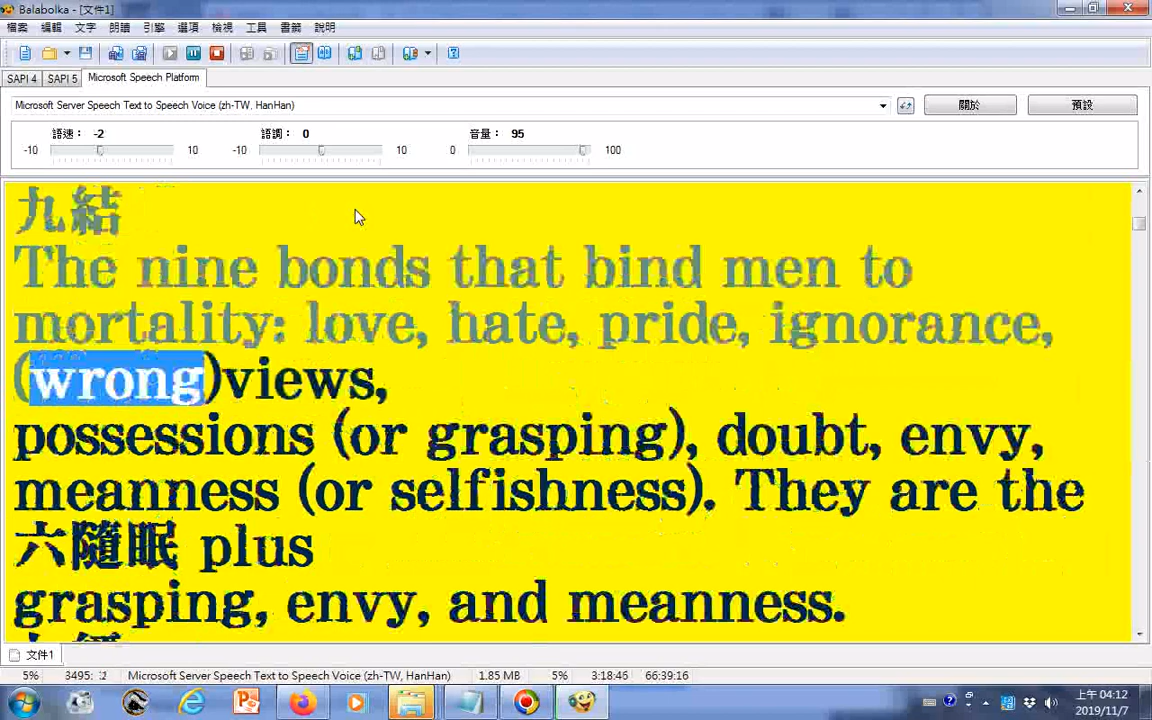 Balabolka - [文件1]
檔案 編輯 文字 朗讀 引擎 選項 檢視 工具 書籤 說明
SAPI 4 SAPI 5 Microsoft Speech Platform
Microsoft Server Speech Text to Speech Voice (zh-TW, HanHan) 關於 預設
語速： -2 語調： 0 音量： 95
-10 10 -10 10 0 100
九結
The nine bonds that bind men to
mortality: love, hate, pride, ignorance,
(wrong)views,
possessions (or grasping), doubt, envy,
meanness (or selfishness). They are the
六隨眠 plus
grasping, envy, and meanness.
文件1
5% Microsoft Server Speech Text to Speech Voice (zh-TW, HanHan) 1.85 MB 5% 3:18:46 66:39:16
上午 04:12
2019/11/7